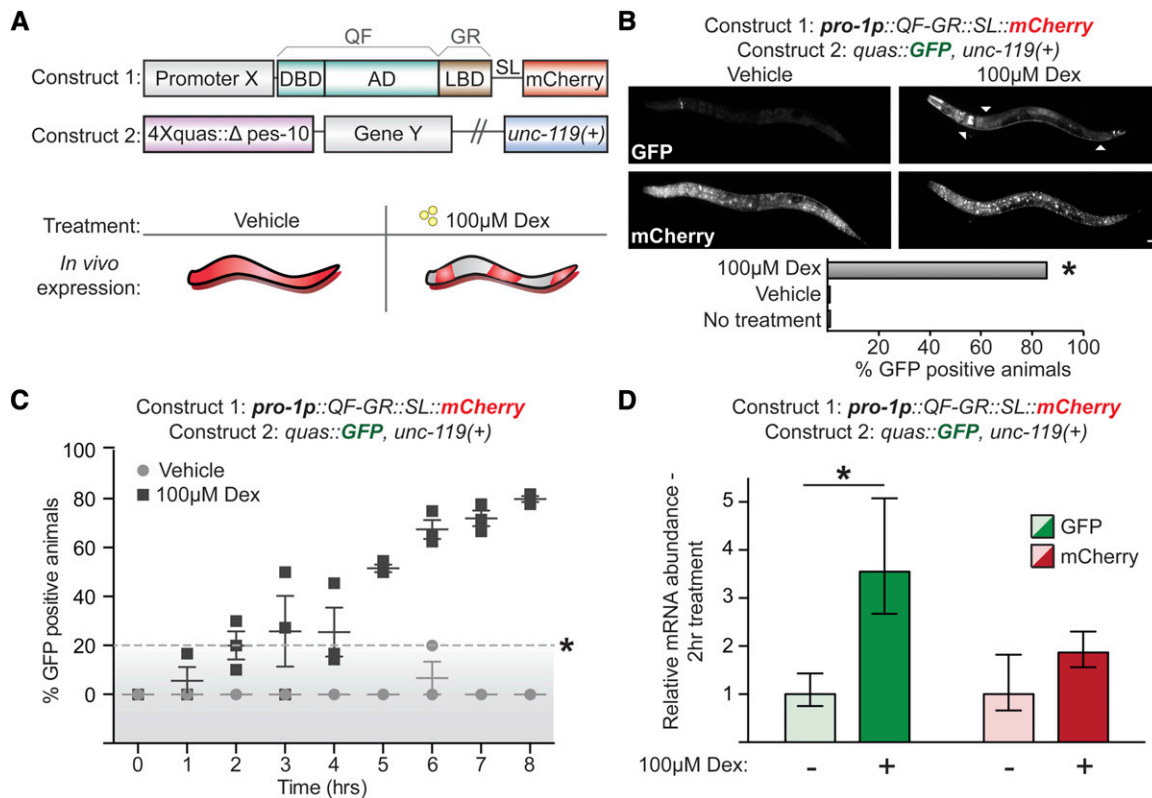 A
QF
GR
Construct 1: Promoter X DBD AD LBD SL mCherry
Construct 2: 4Xquas::Δ pes-10 Gene Y // unc-119(+)
Treatment: Vehicle 100µM Dex
In vivo
expression:
B
Construct 1: pro-1p::QF-GR::SL::mCherry
Construct 2: quas::GFP, unc-119(+)
Vehicle 100µM Dex
GFP
mCherry
100µM Dex *
Vehicle
No treatment
20 40 60 80 100
% GFP positive animals
C
Construct 1: pro-1p::QF-GR::SL::mCherry
Construct 2: quas::GFP, unc-119(+)
Vehicle
100µM Dex
% GFP positive animals
80
60
40
20 *
0
0 1 2 3 4 5 6 7 8
Time (hrs)
D
Construct 1: pro-1p::QF-GR::SL::mCherry
Construct 2: quas::GFP, unc-119(+)
Relative mRNA abundance -
2hr treatment
*
5
4
3
2
1
GFP
mCherry
100µM Dex: - + - +